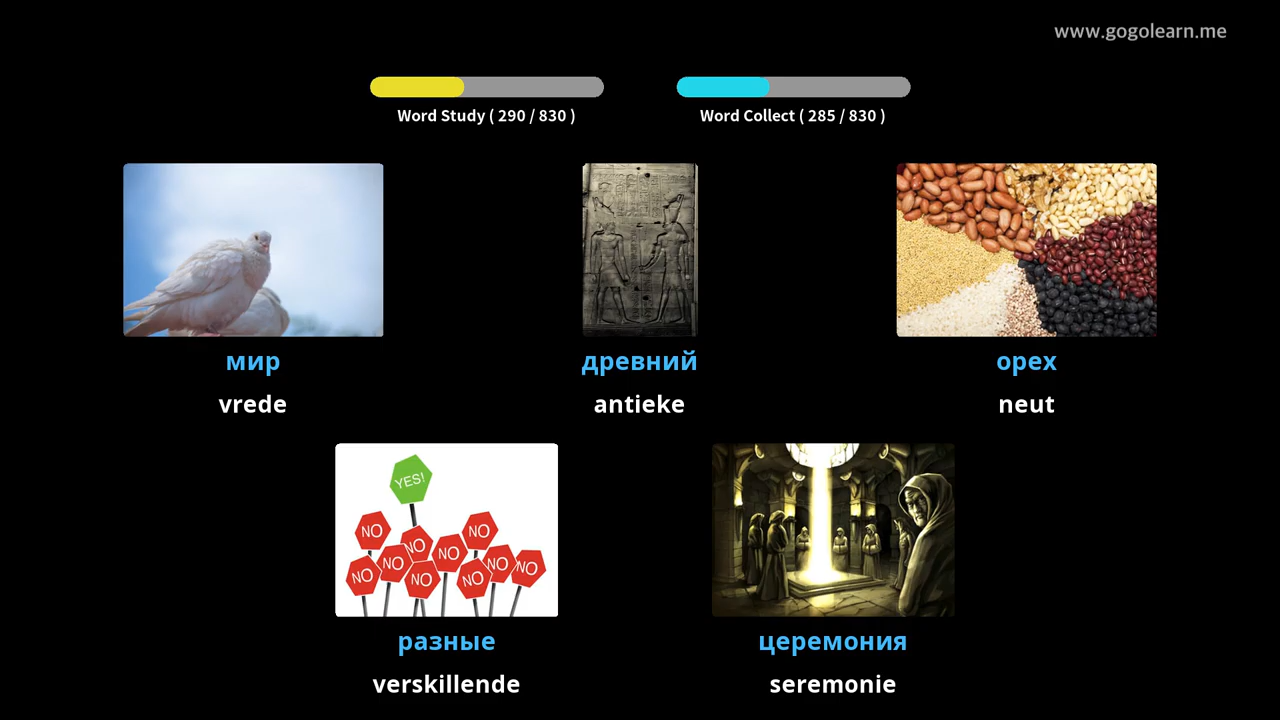 www.gogolearn.me
Word Study ( 290 / 830 )
Word Collect ( 285 / 830 )
мир
древний
орех
vrede
antieke
neut
YES!
NO
NO
NO
NO
NO
NO
NO
NO
NO
NO
разные
церемония
verskillende
seremonie